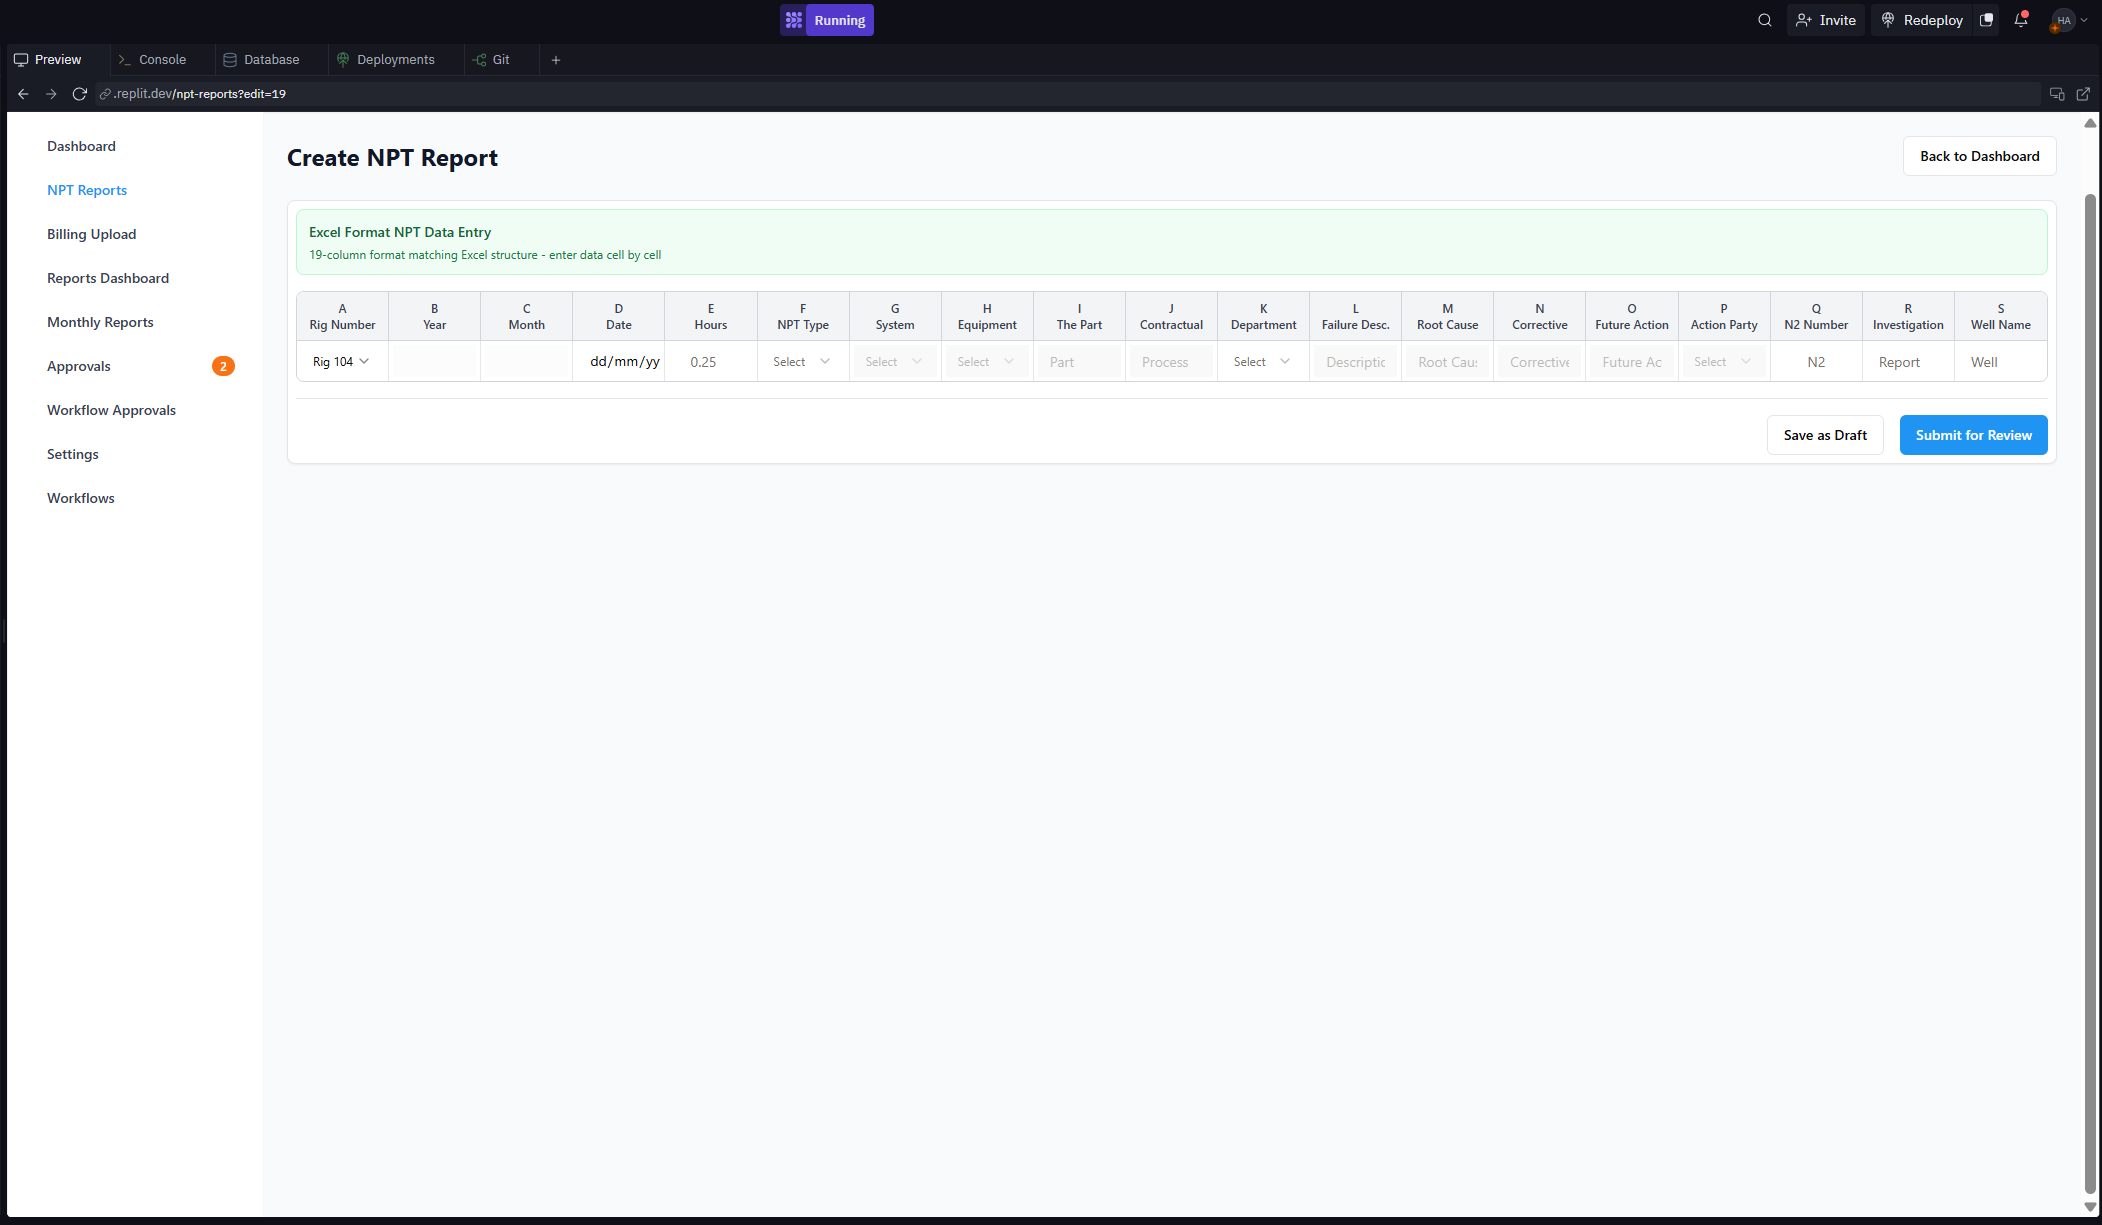 Running
Invite
Redeploy
HA
Preview
Console
Database
Deployments
Git
.replit.dev/npt-reports?edit=19
Dashboard
NPT Reports
Billing Upload
Reports Dashboard
Monthly Reports
Approvals 2
Workflow Approvals
Settings
Workflows
Create NPT Report
Back to Dashboard
Excel Format NPT Data Entry
19-column format matching Excel structure - enter data cell by cell
A B C D E F G H I J K L M N O P Q R S
Rig Number Year Month Date Hours NPT Type System Equipment The Part Contractual Department Failure Desc. Root Cause Corrective Future Action Action Party N2 Number Investigation Well Name
Rig 104 dd/mm/yy 0.25 Select Select Select Part Process Select Descriptic Root Cau: Corrective Future Ac Select N2 Report Well
Save as Draft
Submit for Review